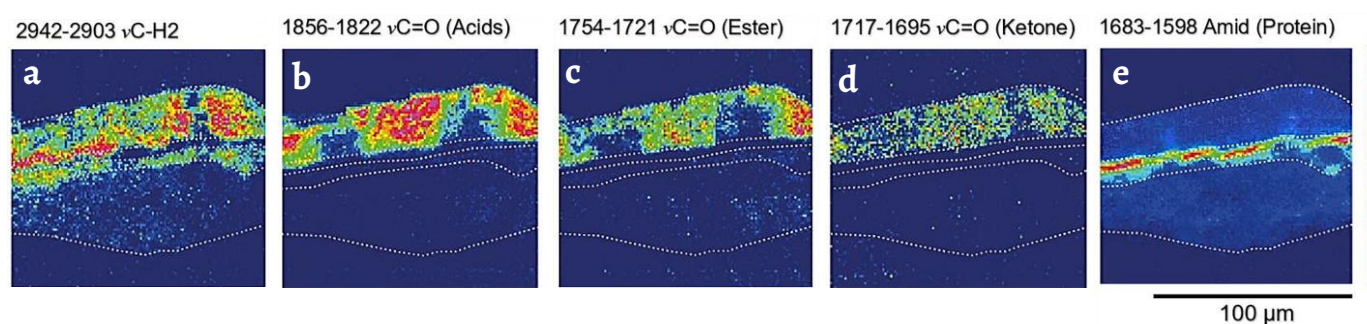 2942-2903 νC-H2
1856-1822 νC=O (Acids)
1754-1721 νC=O (Ester)
1717-1695 νC=O (Ketone)
1683-1598 Amid (Protein)
a
b
c
d
e
100 µm